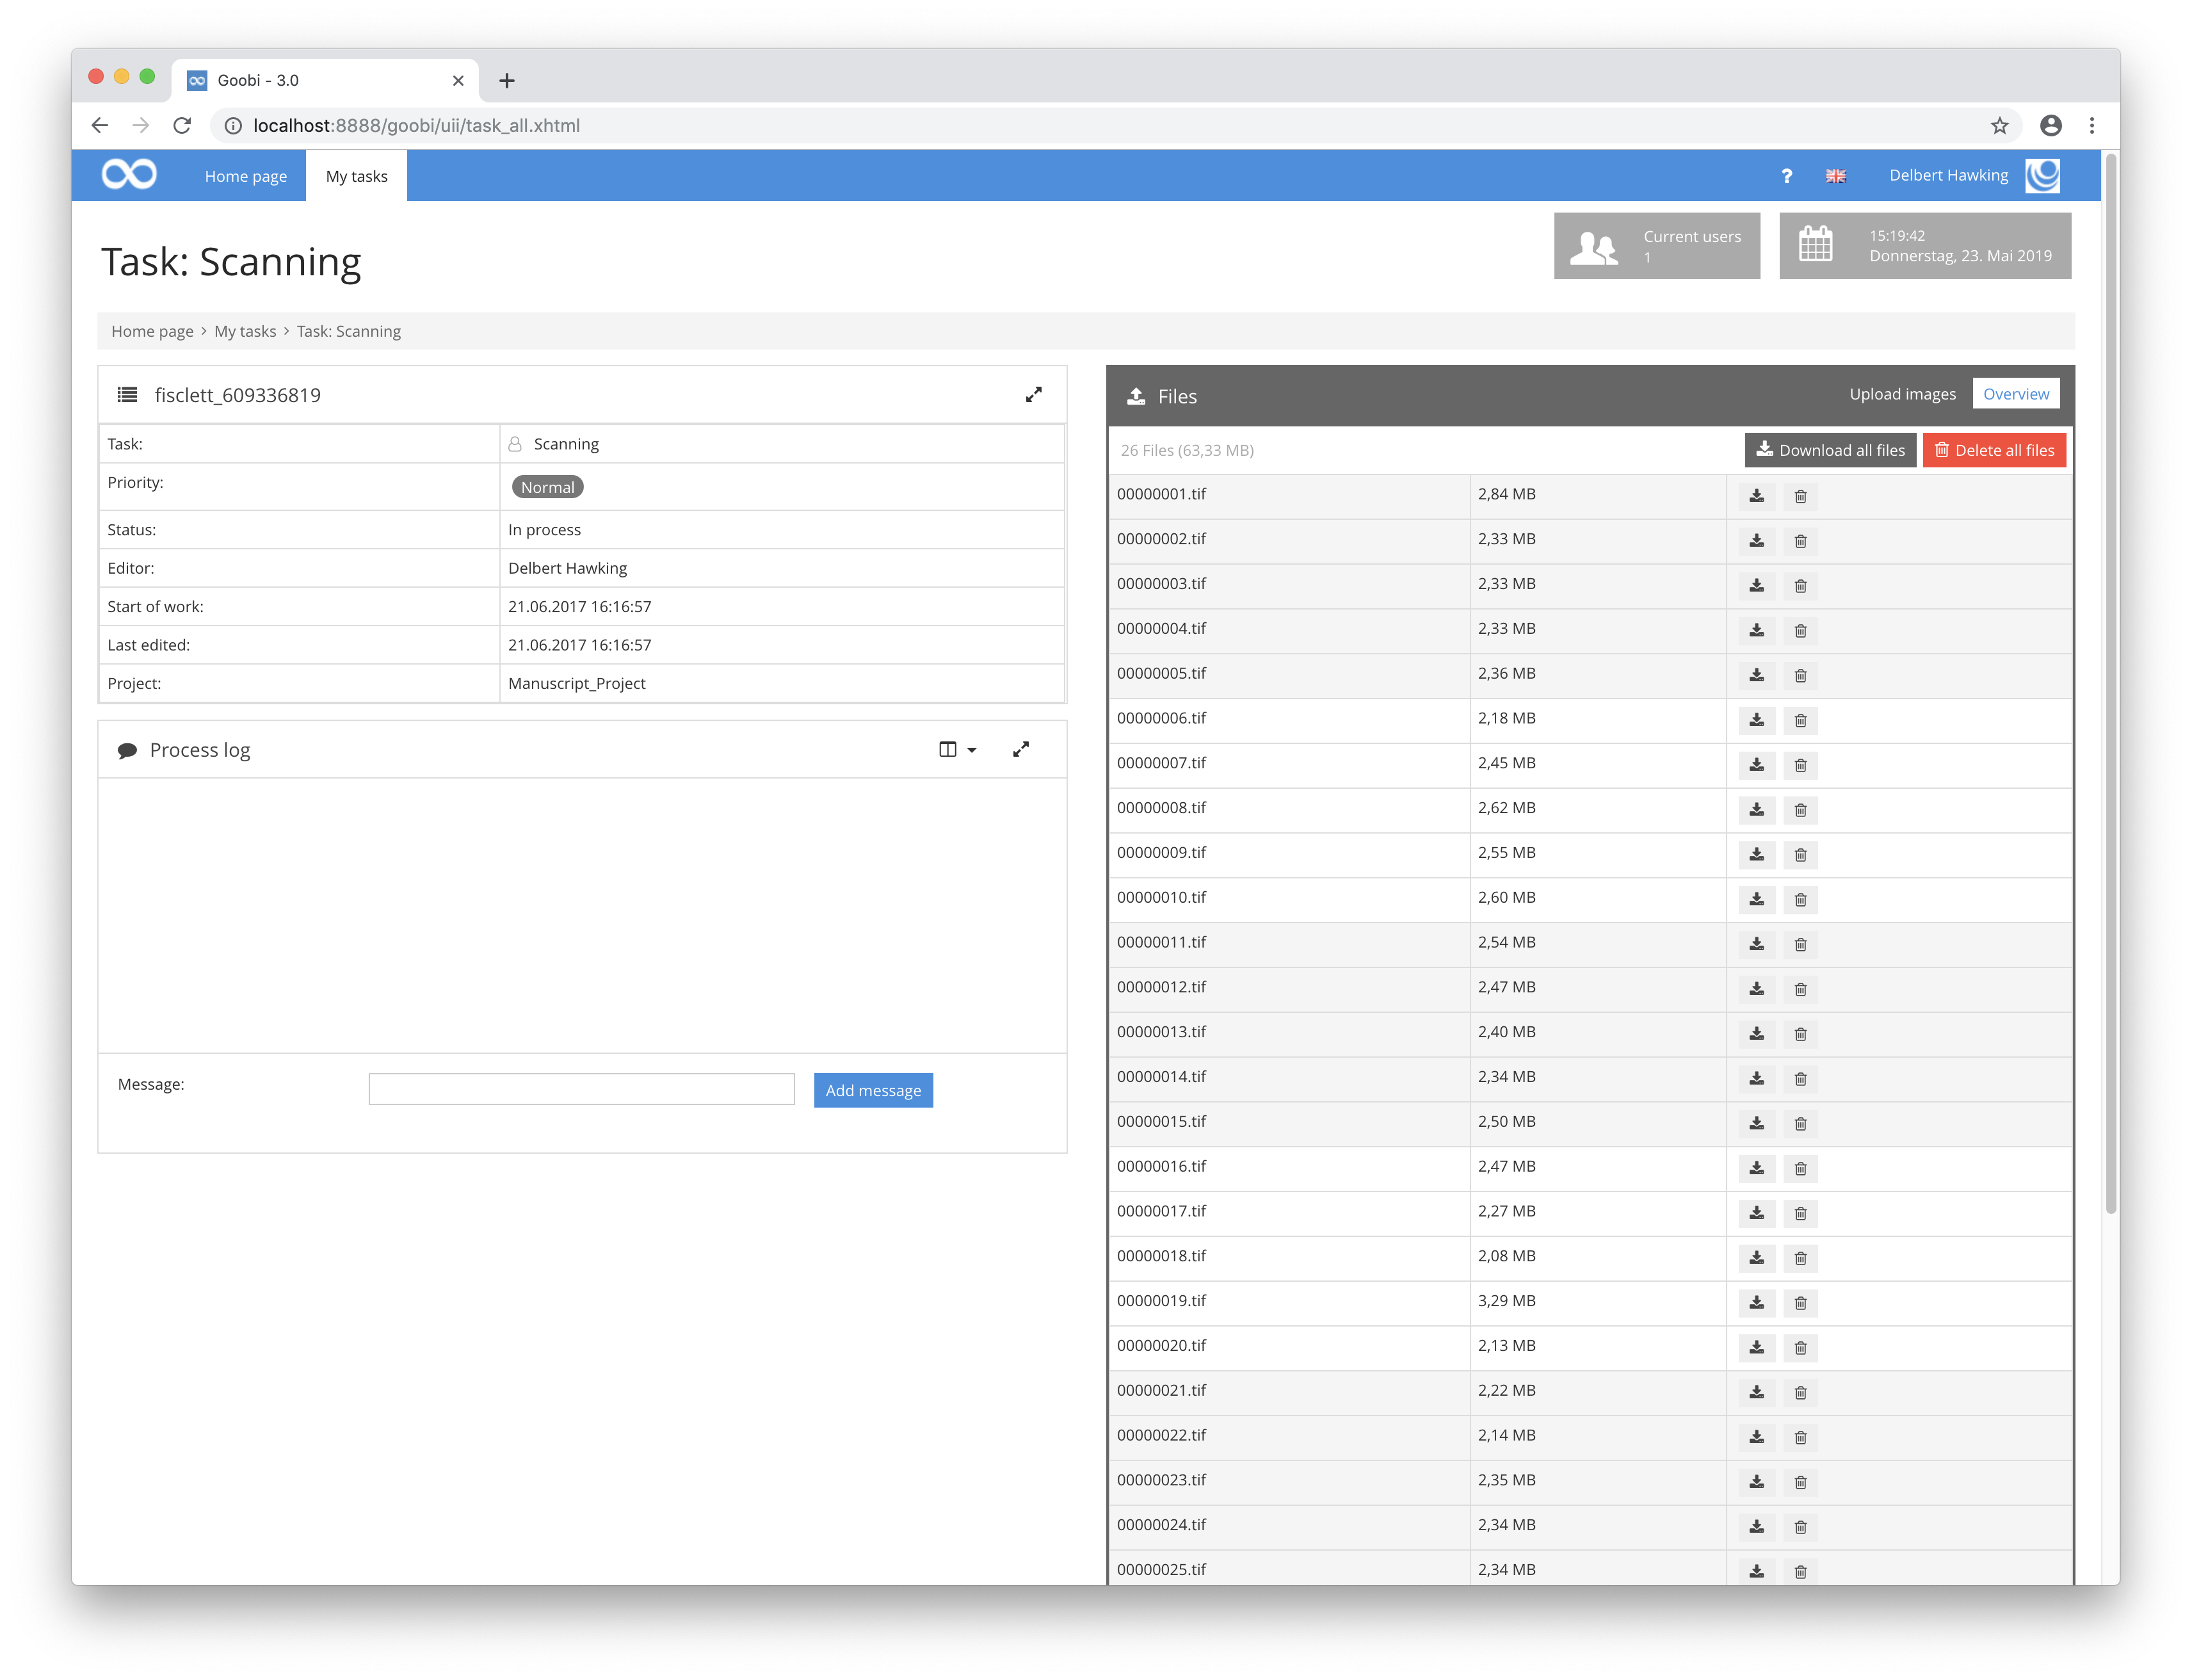 Goobi - 3.0
localhost:8888/goobi/uii/task_all.xhtml
Home page
My tasks
?
Delbert Hawking
Task: Scanning
Current users
1
15:19:42
Donnerstag, 23. Mai 2019
Home page > My tasks > Task: Scanning
fisclett_609336819
Task: Scanning
Priority: Normal
Status: In process
Editor: Delbert Hawking
Start of work: 21.06.2017 16:16:57
Last edited: 21.06.2017 16:16:57
Project: Manuscript_Project
Process log
Message:
Add message
Files
Upload images
Overview
26 Files (63,33 MB)
Download all files
Delete all files
00000001.tif 2,84 MB
00000002.tif 2,33 MB
00000003.tif 2,33 MB
00000004.tif 2,33 MB
00000005.tif 2,36 MB
00000006.tif 2,18 MB
00000007.tif 2,45 MB
00000008.tif 2,62 MB
00000009.tif 2,55 MB
00000010.tif 2,60 MB
00000011.tif 2,54 MB
00000012.tif 2,47 MB
00000013.tif 2,40 MB
00000014.tif 2,34 MB
00000015.tif 2,50 MB
00000016.tif 2,47 MB
00000017.tif 2,27 MB
00000018.tif 2,08 MB
00000019.tif 3,29 MB
00000020.tif 2,13 MB
00000021.tif 2,22 MB
00000022.tif 2,14 MB
00000023.tif 2,35 MB
00000024.tif 2,34 MB
00000025.tif 2,34 MB